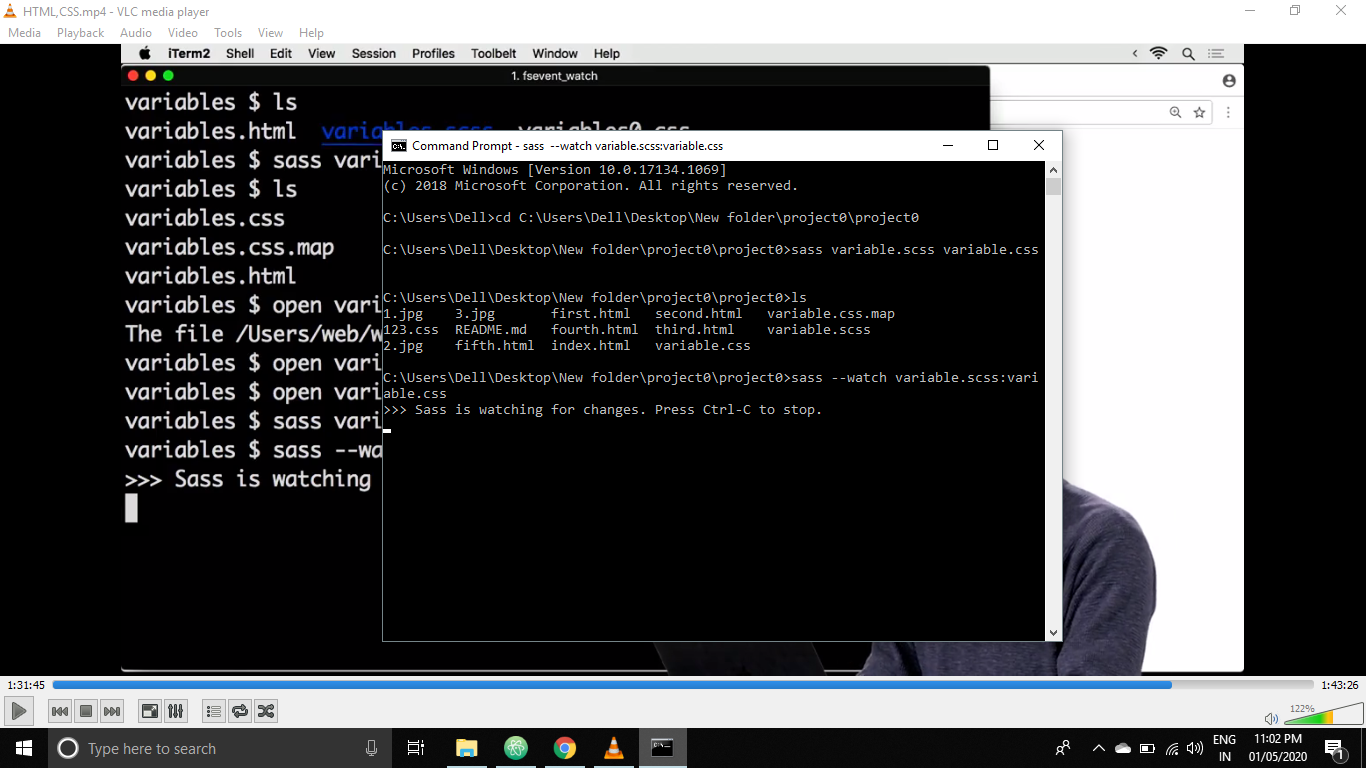 HTML,CSS.mp4 - VLC media player
Media Playback Audio Video Tools View Help
iTerm2 Shell Edit View Session Profiles Toolbelt Window Help
1. fsevent_watch
variables $ ls
variables.html variables.scss variables0.css
variables $ sass vari
variables $ ls
variables.css
variables.css.map
variables.html
variables $ open vari
The file /Users/web/w
variables $ open vari
variables $ open vari
variables $ sass vari
variables $ sass --wa
>>> Sass is watching
Command Prompt - sass --watch variable.scss:variable.css
Microsoft Windows [Version 10.0.17134.1069]
(c) 2018 Microsoft Corporation. All rights reserved.
C:\Users\Dell>cd C:\Users\Dell\Desktop\New folder\project0\project0
C:\Users\Dell\Desktop\New folder\project0\project0>sass variable.scss variable.css
C:\Users\Dell\Desktop\New folder\project0\project0>ls
1.jpg 3.jpg first.html second.html variable.css.map
123.css README.md fourth.html third.html variable.scss
2.jpg fifth.html index.html variable.css
C:\Users\Dell\Desktop\New folder\project0\project0>sass --watch variable.scss:vari
able.css
>>> Sass is watching for changes. Press Ctrl-C to stop.
1:31:45 1:43:26
122%
Type here to search
ENG 11:02 PM
IN 01/05/2020 1